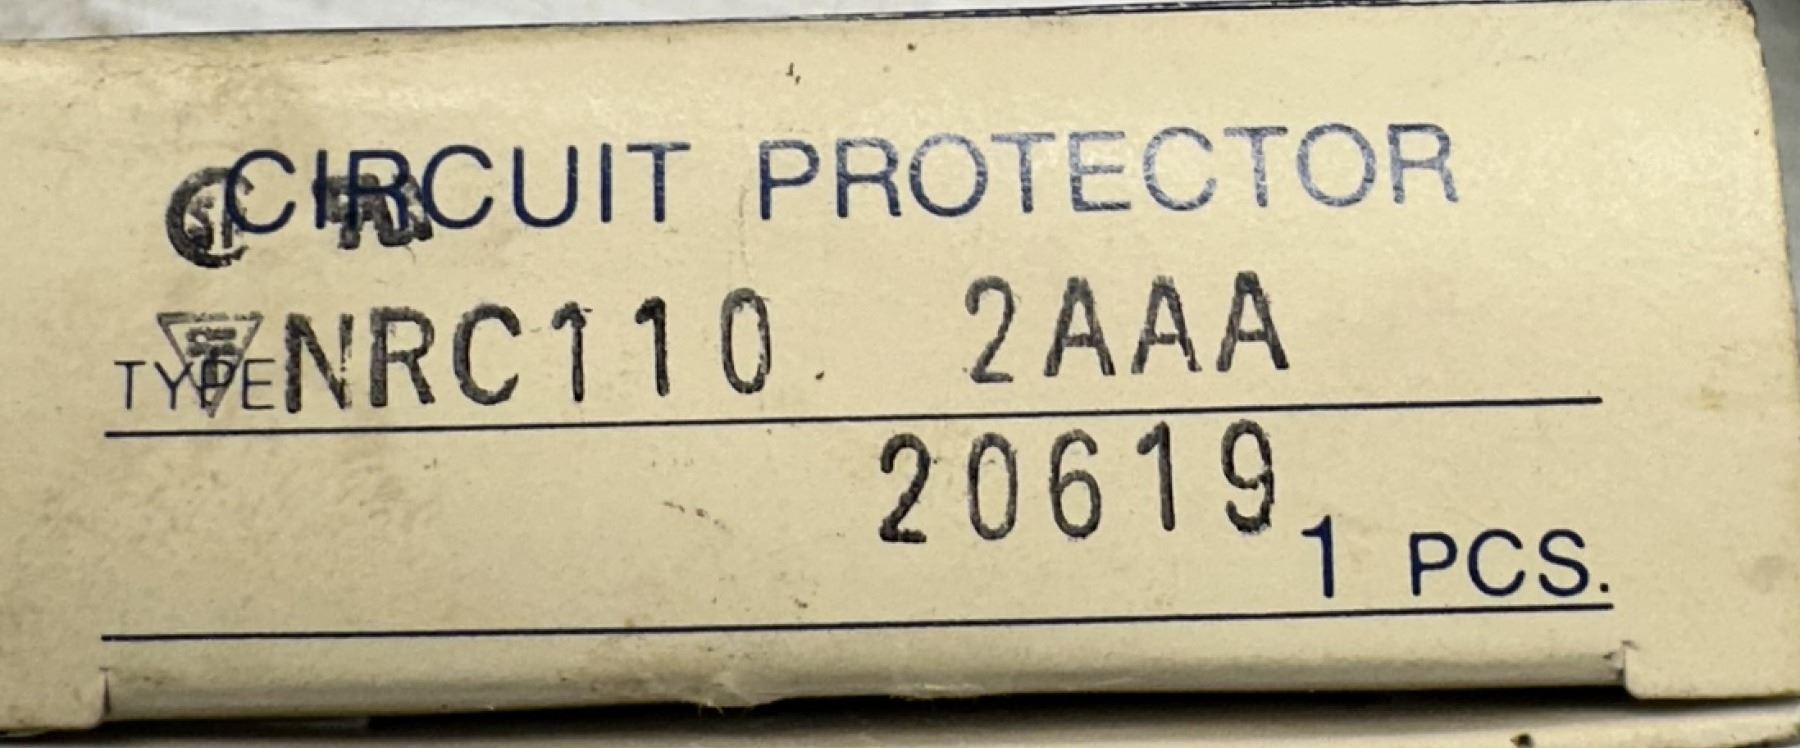 CIRCUIT PROTECTOR
TYPE NRC110 2AAA
20619
1 PCS.